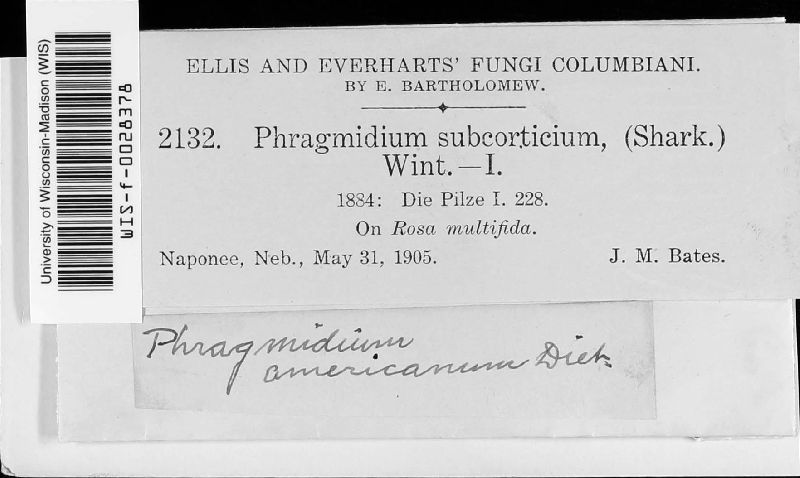 University of Wisconsin-Madison (WIS)
WIS-f-0028378
ELLIS AND EVERHARTS' FUNGI COLUMBIANI.
BY E. BARTHOLOMEW.
2132. Phragmidium subcorticium, (Shark.)
Wint.—I.
1884: Die Pilze I. 228.
On Rosa multifida.
Naponee, Neb., May 31, 1905. J. M. Bates.
Phragmidium
americanum Diet.